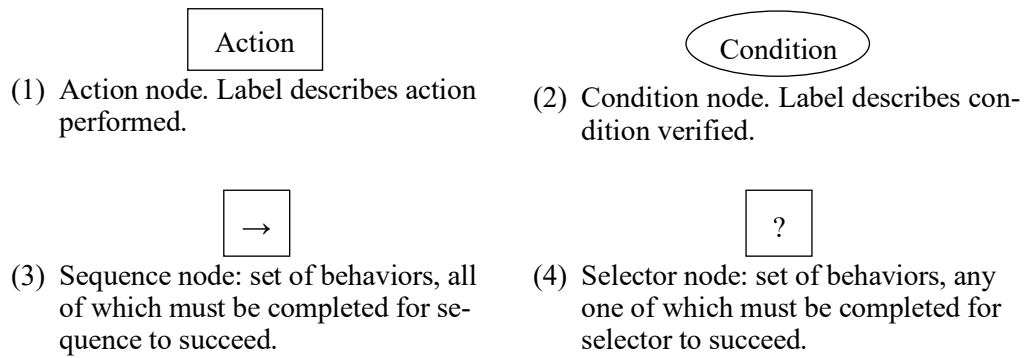 Action
Condition
(1) Action node. Label describes action
performed.
(2) Condition node. Label describes con-
dition verified.
→
?
(3) Sequence node: set of behaviors, all
of which must be completed for se-
quence to succeed.
(4) Selector node: set of behaviors, any
one of which must be completed for
selector to succeed.